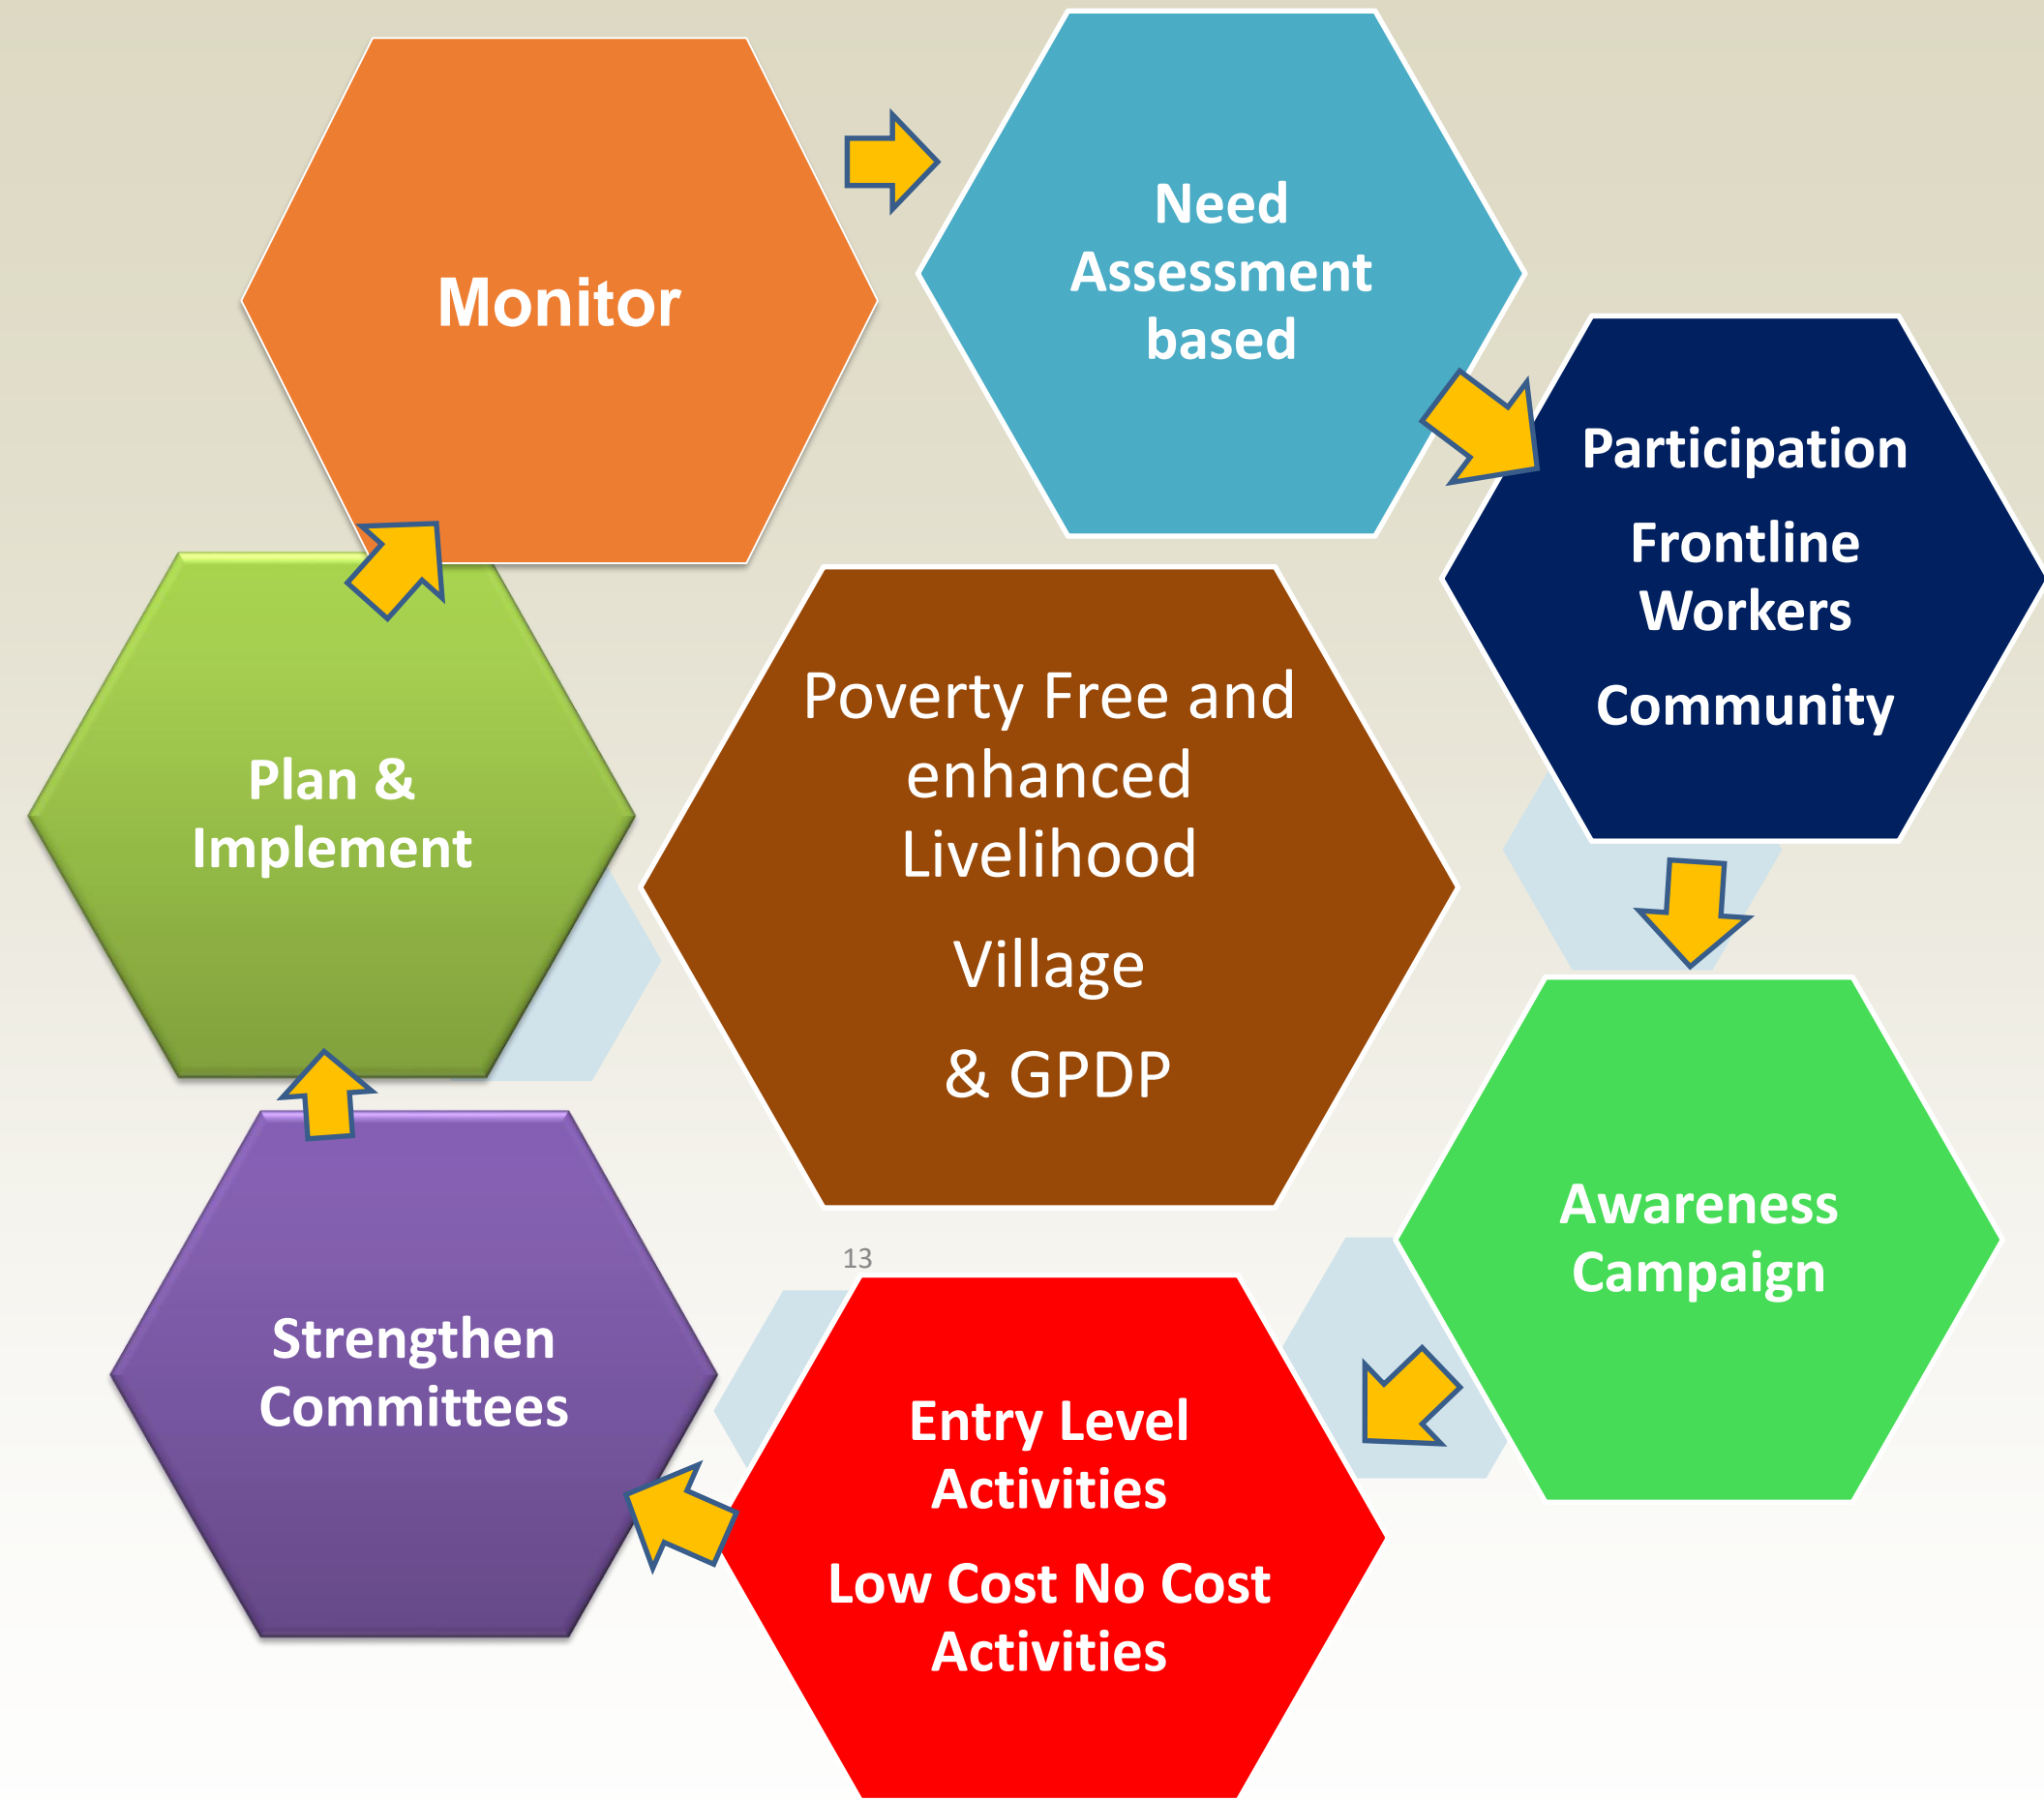 Monitor
Need
Assessment
based
Participation
Frontline
Workers
Community
Plan &
Implement
Poverty Free and
enhanced
Livelihood
Village
& GPDP
Awareness
Campaign
13
Strengthen
Committees
Entry Level
Activities
Low Cost No Cost
Activities